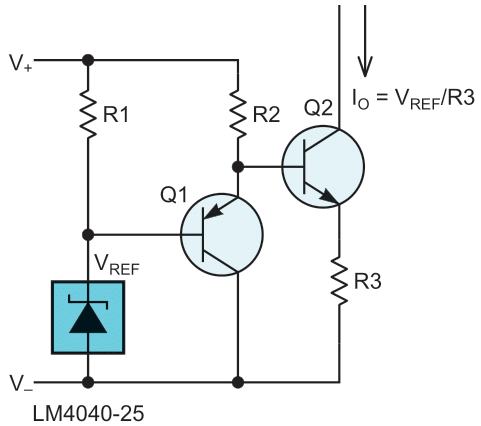 V+
R1
R2
Q2
IO = VREF/R3
Q1
VREF
R3
V–
LM4040-25